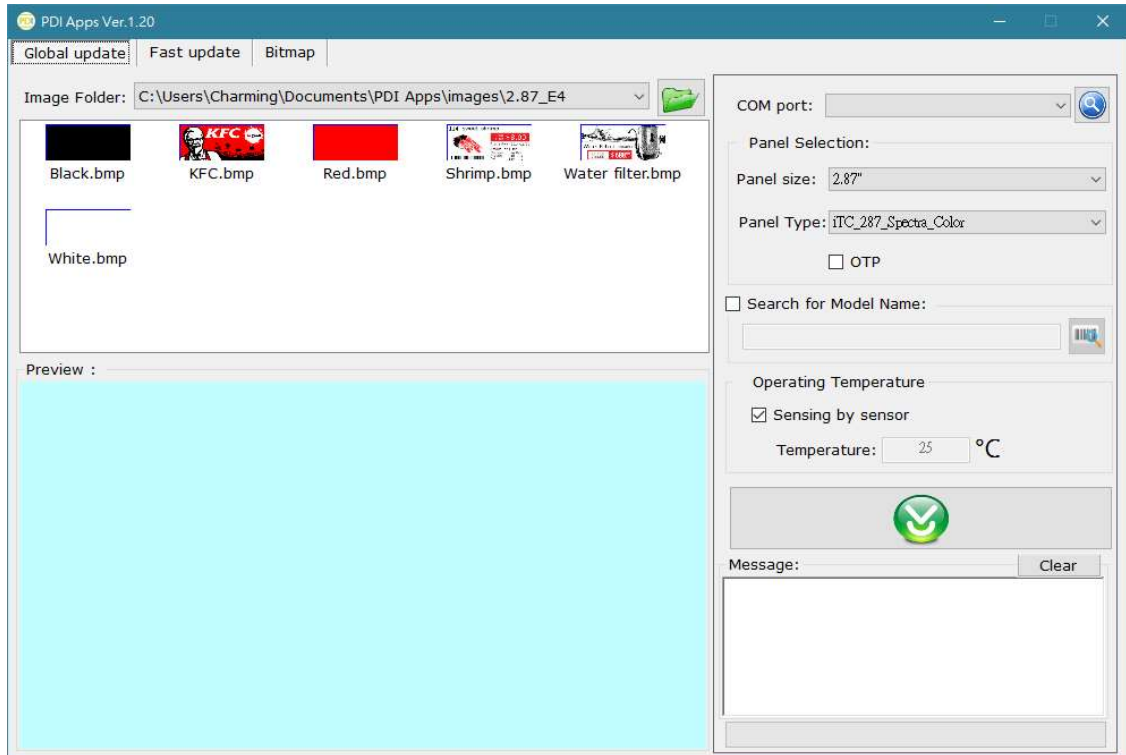 PDI Apps Ver.1.20
Global update Fast update Bitmap
Image Folder: C:\Users\Charming\Documents\PDI Apps\images\2.87_E4
Black.bmp KFC.bmp Red.bmp Shrimp.bmp Water filter.bmp
KFC
White.bmp
Preview :
COM port:
Panel Selection:
Panel size: 2.87"
Panel Type: iTC_287_Spectra_Color
OTP
Search for Model Name:
Operating Temperature
Sensing by sensor
Temperature: 25 °C
Message: Clear